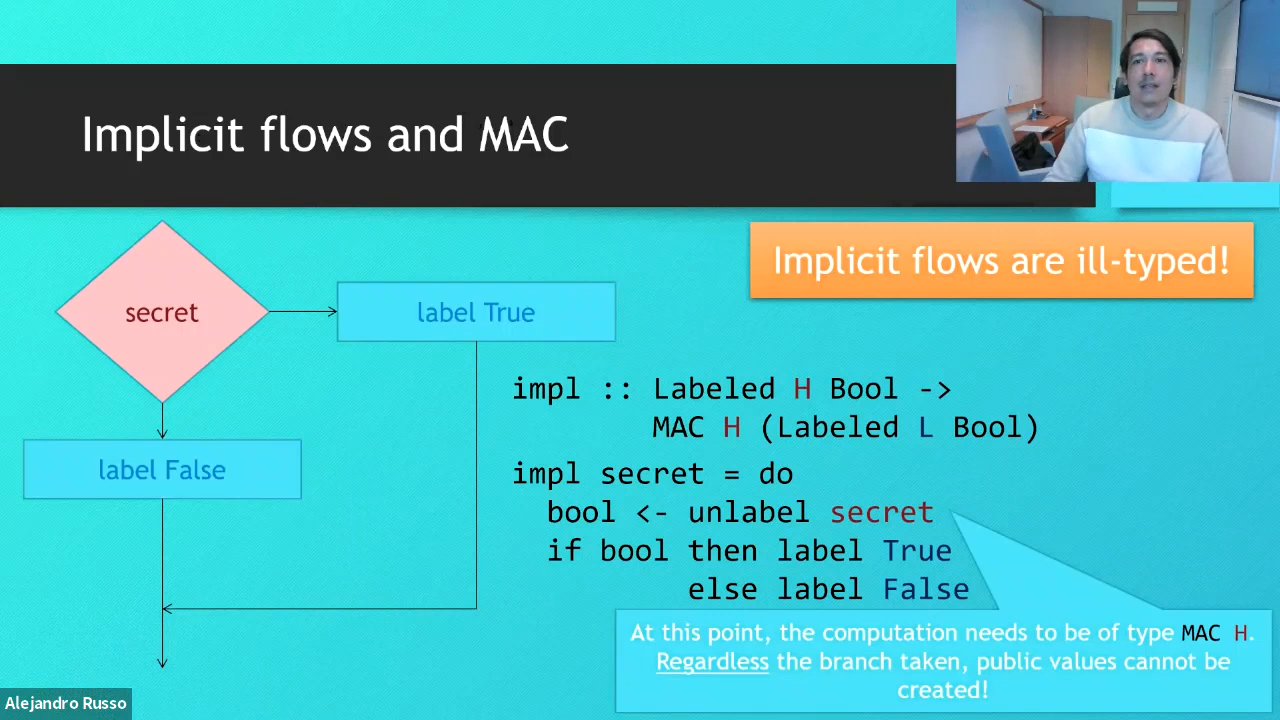 Implicit flows and MAC
Implicit flows are ill-typed!
secret
label True
label False
impl :: Labeled H Bool ->
MAC H (Labeled L Bool)
impl secret = do
bool <- unlabel secret
if bool then label True
else label False
At this point, the computation needs to be of type MAC H.
Regardless the branch taken, public values cannot be
created!
Alejandro Russo